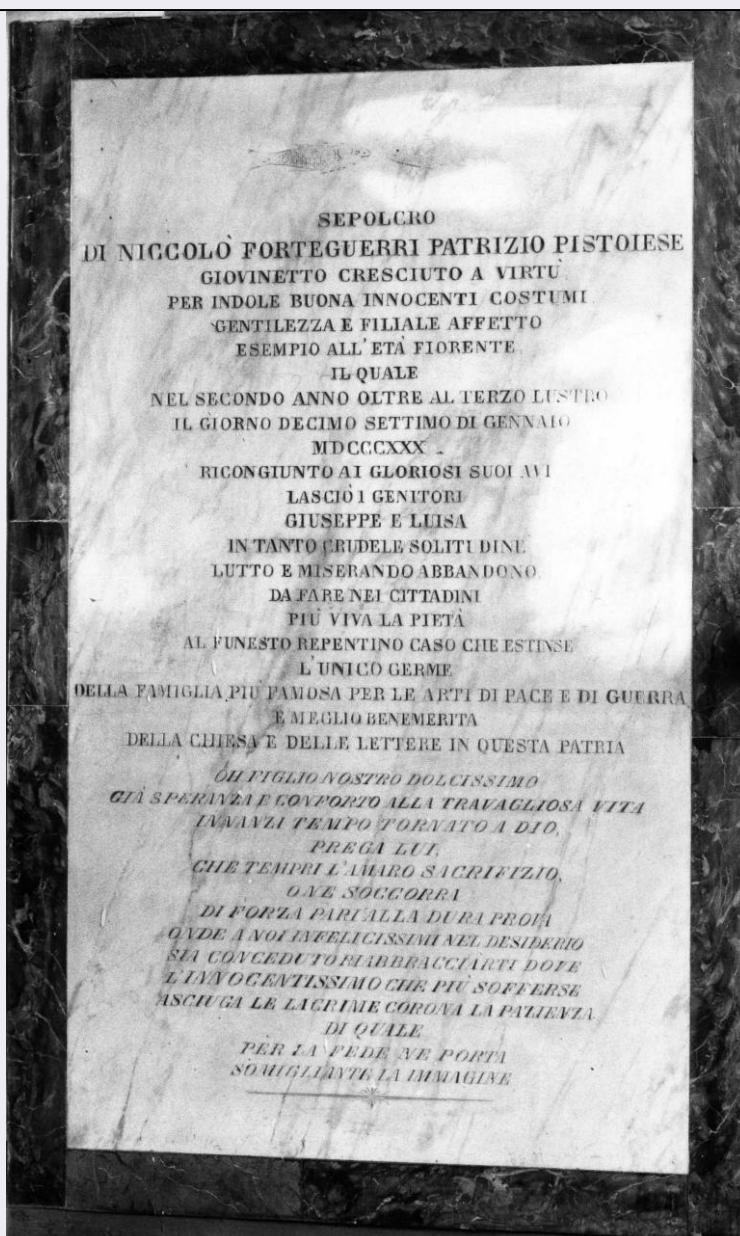 SEPOLCRO
DI NICCOLÒ FORTEGUERRI PATRIZIO PISTOIESE
GIOVINETTO CRESCIUTO A VIRTÙ
PER INDOLE BUONA INNOCENTI COSTUMI
GENTILEZZA E FILIALE AFFETTO
ESEMPIO ALL'ETÀ FIORENTE
IL QUALE
NEL SECONDO ANNO OLTRE AL TERZO LUSTRO
IL GIORNO DECIMO SETTIMO DI GENNAIO
MDCCCXXX
RICONGIUNTO AI GLORIOSI SUOI AVI
LASCIÒ I GENITORI
GIUSEPPE E LUISA
IN TANTO CRUDELE SOLITUDINE
LUTTO E MISERANDO ABBANDONO
DA FARE NEI CITTADINI
PIÙ VIVA LA PIETÀ
AL FUNESTO REPENTINO CASO CHE ESTINSE
L'UNICO GERME
DELLA FAMIGLIA PIÙ FAMOSA PER LE ARTI DI PACE E DI GUERRA
E MEGLIO BENEMERITA
DELLA CHIESA E DELLE LETTERE IN QUESTA PATRIA
OH FIGLIO NOSTRO DOLCISSIMO
GIÀ SPERANZA E CONFORTO ALLA TRAVAGLIOSA VITA
INNANZI TEMPO TORNATO A DIO,
PREGA LUI,
CHE TEMPRI L'AMARO SACRIFIZIO,
O NE SOCCORRA
DI FORZA PARI ALLA DURA PROVA
ONDE A NOI INFELICISSIMI NEL DESIDERIO
SIA CONCEDUTO RIABBRACCIARTI DOVE
L'INNOCENTISSIMO CHE PIÙ SOFFERSE
ASCIUGA LE LACRIME CORONA LA PAZIENZA
DI QUALE
PER LA FEDE NE PORTA
SOMIGLIANTE LA IMMAGINE